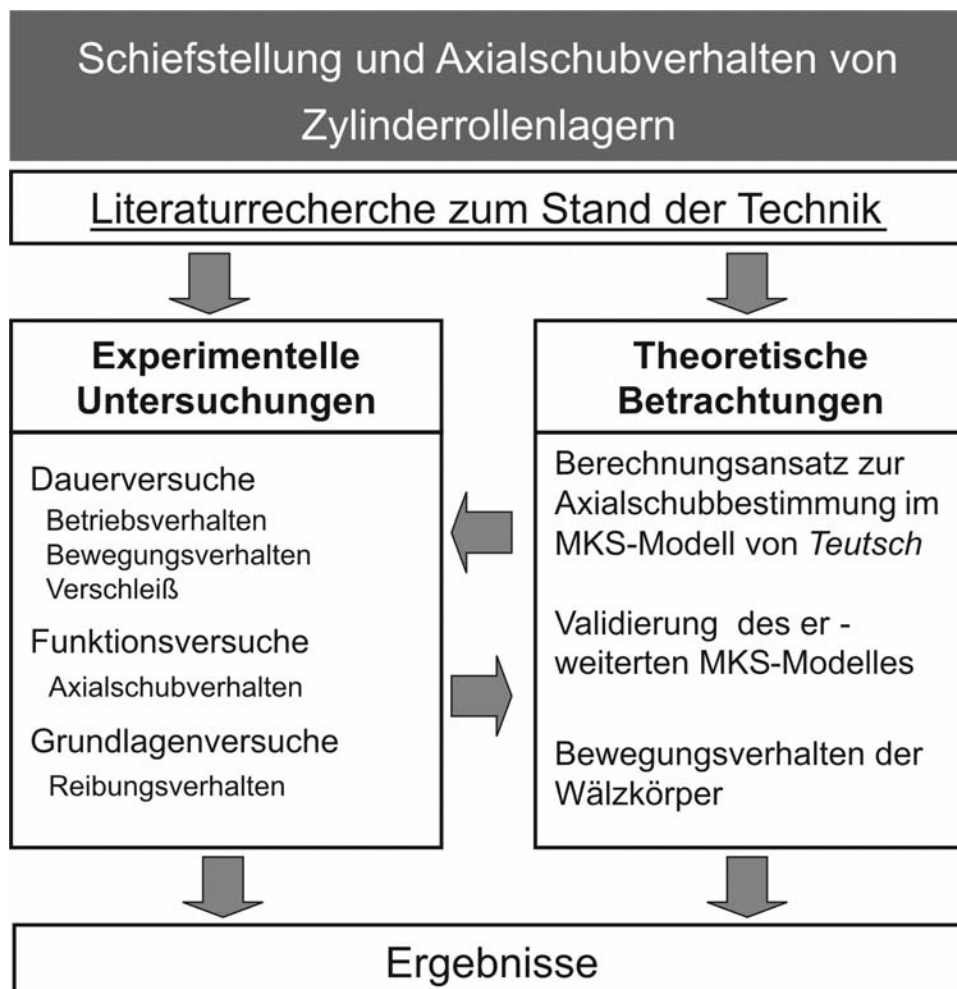 Schiefstellung und Axialschubverhalten von
Zylinderrollenlagern
Literaturrecherche zum Stand der Technik
Experimentelle
Untersuchungen
Dauerversuche
Betriebsverhalten
Bewegungsverhalten
Verschleiß
Funktionsversuche
Axialschubverhalten
Grundlagenversuche
Reibungsverhalten
Theoretische
Betrachtungen
Berechnungsansatz zur
Axialschubbestimmung im
MKS-Modell von Teutsch
Validierung des er -
weiterten MKS-Modelles
Bewegungsverhalten der
Wälzkörper
Ergebnisse